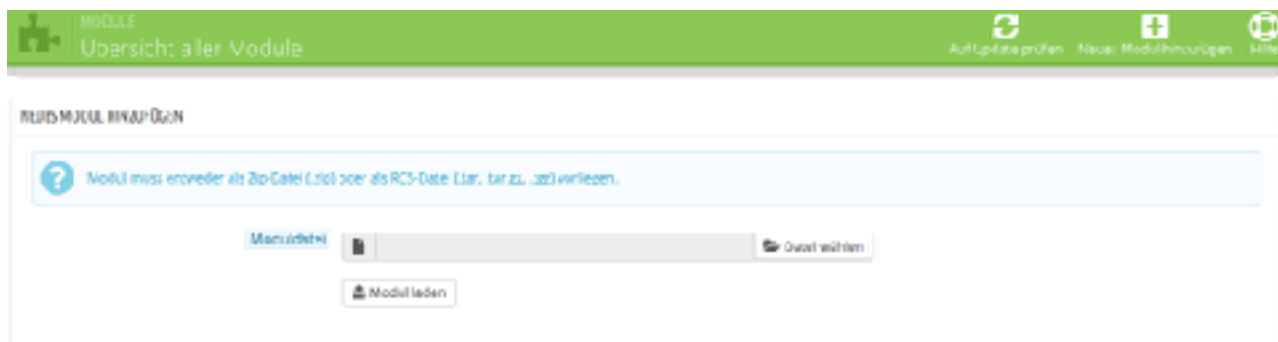 MODULE
Übersicht aller Module
Auf Update prüfen
Neues Modul hinzufügen
Hilfe
NEUES MODUL HINZUFÜGEN
Modul muss entweder als Zip-Datei (.zip) oder als RCS-Datei (.tar, .tar.gz, .tgz) vorliegen.
Moduldatei
Datei wählen
Modul laden